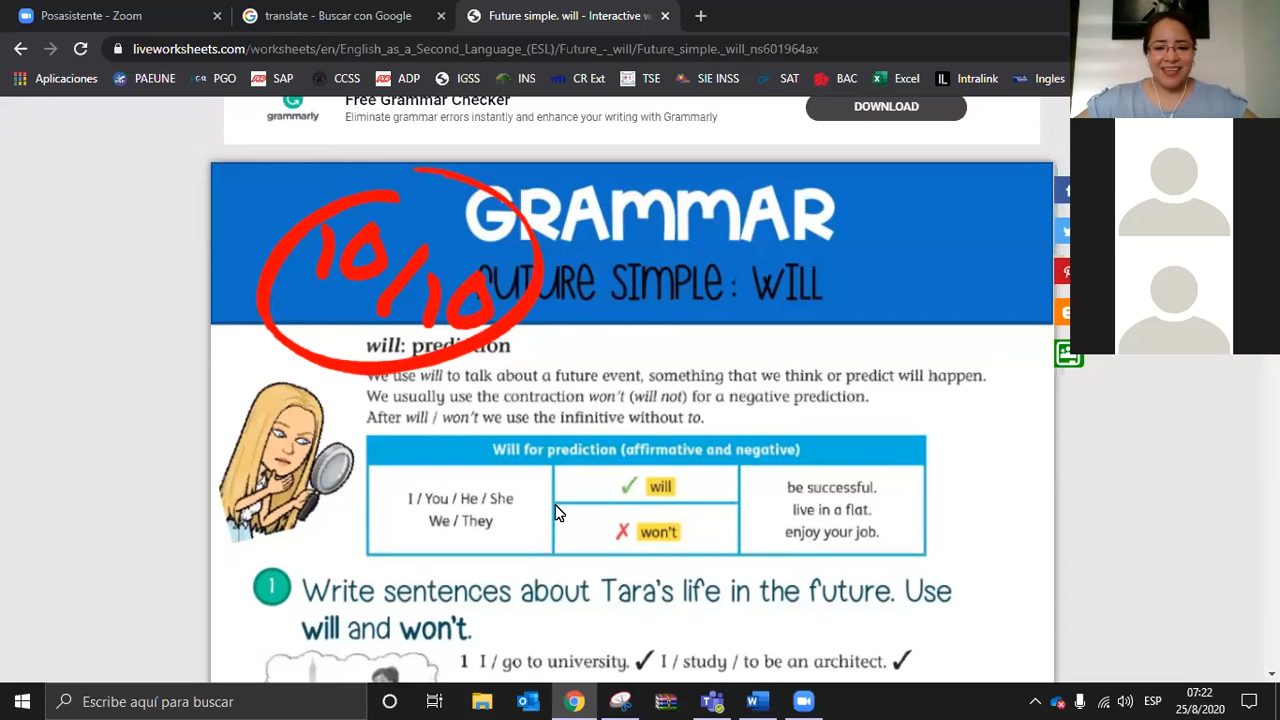 Posasistente - Zoom
translate - Buscar con Google
Future simple. will - Interactive w
liveworksheets.com/worksheets/en/English_as_a_Second_Language_(ESL)/Future_-_will/Future_simple._will_ns601964ax
Aplicaciones PAEUNE PGO SAP CCSS ADP IGSS INS CR Ext TSE SIE INSS SAT BAC Excel Intralink Ingles
Free Grammar Checker
grammarly
Eliminate grammar errors instantly and enhance your writing with Grammarly
DOWNLOAD
GRAMMAR
10/10
FUTURE SIMPLE: WILL
will: prediction
We use will to talk about a future event, something that we think or predict will happen.
We usually use the contraction won't (will not) for a negative prediction.
After will / won't we use the infinitive without to.
Will for prediction (affirmative and negative)
I / You / He / She
We / They
✓ will
✗ won't
be successful.
live in a flat.
enjoy your job.
1 Write sentences about Tara's life in the future. Use
will and won't.
1 I / go to university. ✓ I / study / to be an architect. ✓
Escribe aquí para buscar
ESP
07:22
25/8/2020